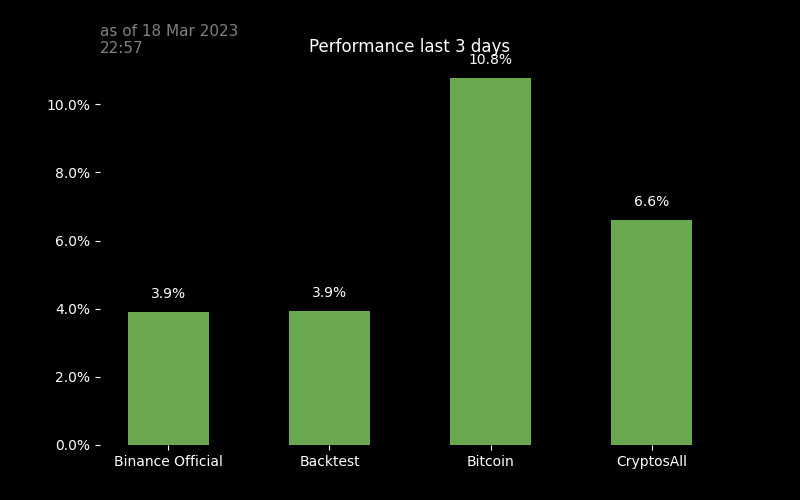 as of 18 Mar 2023
22:57
Performance last 3 days
10.8%
10.0%
8.0%
6.6%
6.0%
4.0%
3.9%
3.9%
2.0%
0.0%
Binance Official
Backtest
Bitcoin
CryptosAll